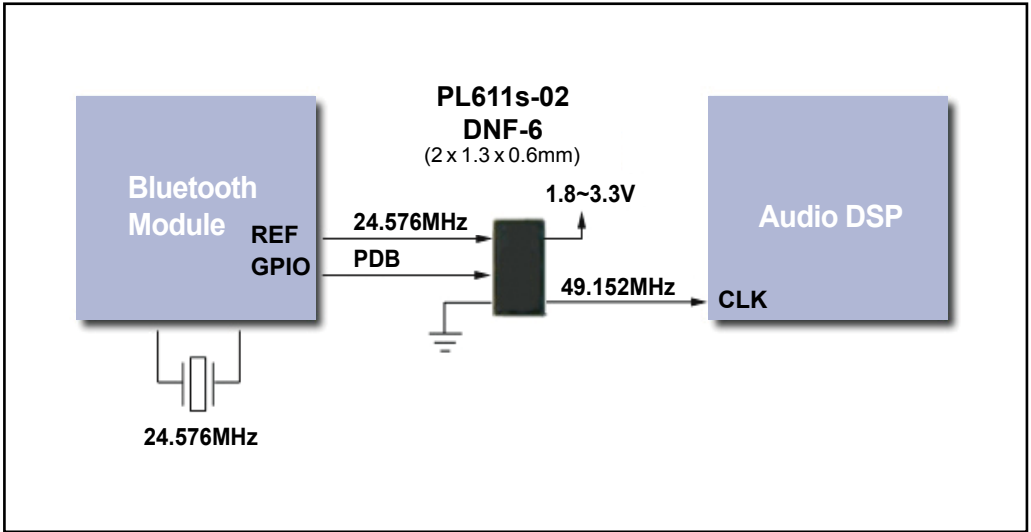 PL611s-02
DNF-6
(2 x 1.3 x 0.6mm)
1.8~3.3V
Bluetooth
Module
REF
GPIO
24.576MHz
PDB
49.152MHz
Audio DSP
CLK
24.576MHz